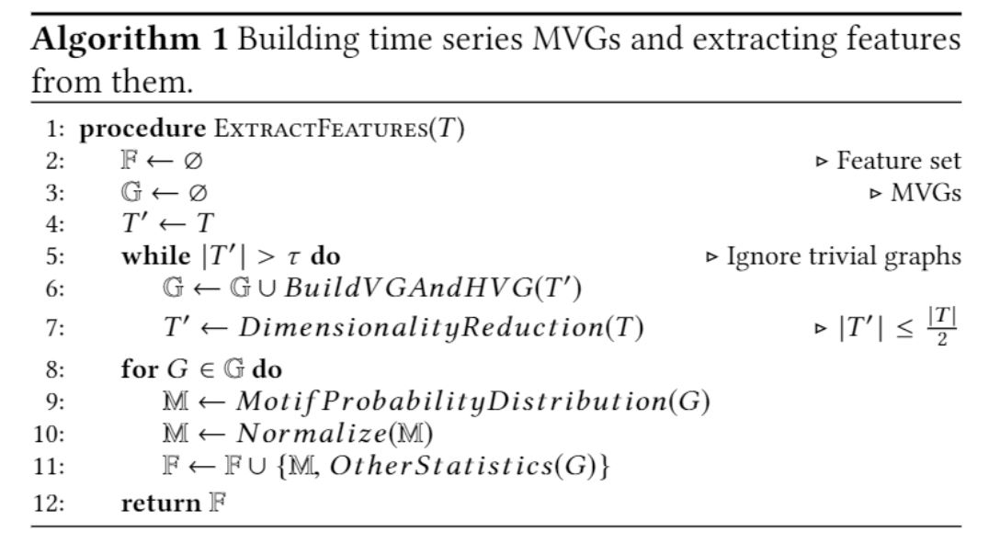 Algorithm 1 Building time series MVGs and extracting features
from them.
1: procedure EXTRACTFEATURES(T)
2: 𝔽 ← ∅ ▹ Feature set
3: 𝔾 ← ∅ ▹ MVGs
4: T′ ← T
5: while |T′| > τ do ▹ Ignore trivial graphs
6: 𝔾 ← 𝔾 ∪ BuildVGAndHVG(T′)
7: T′ ← DimensionalityReduction(T) ▹ |T′| ≤ |T|/2
8: for G ∈ 𝔾 do
9: 𝕄 ← MotifProbabilityDistribution(G)
10: 𝕄 ← Normalize(𝕄)
11: 𝔽 ← 𝔽 ∪ {𝕄, OtherStatistics(G)}
12: return 𝔽